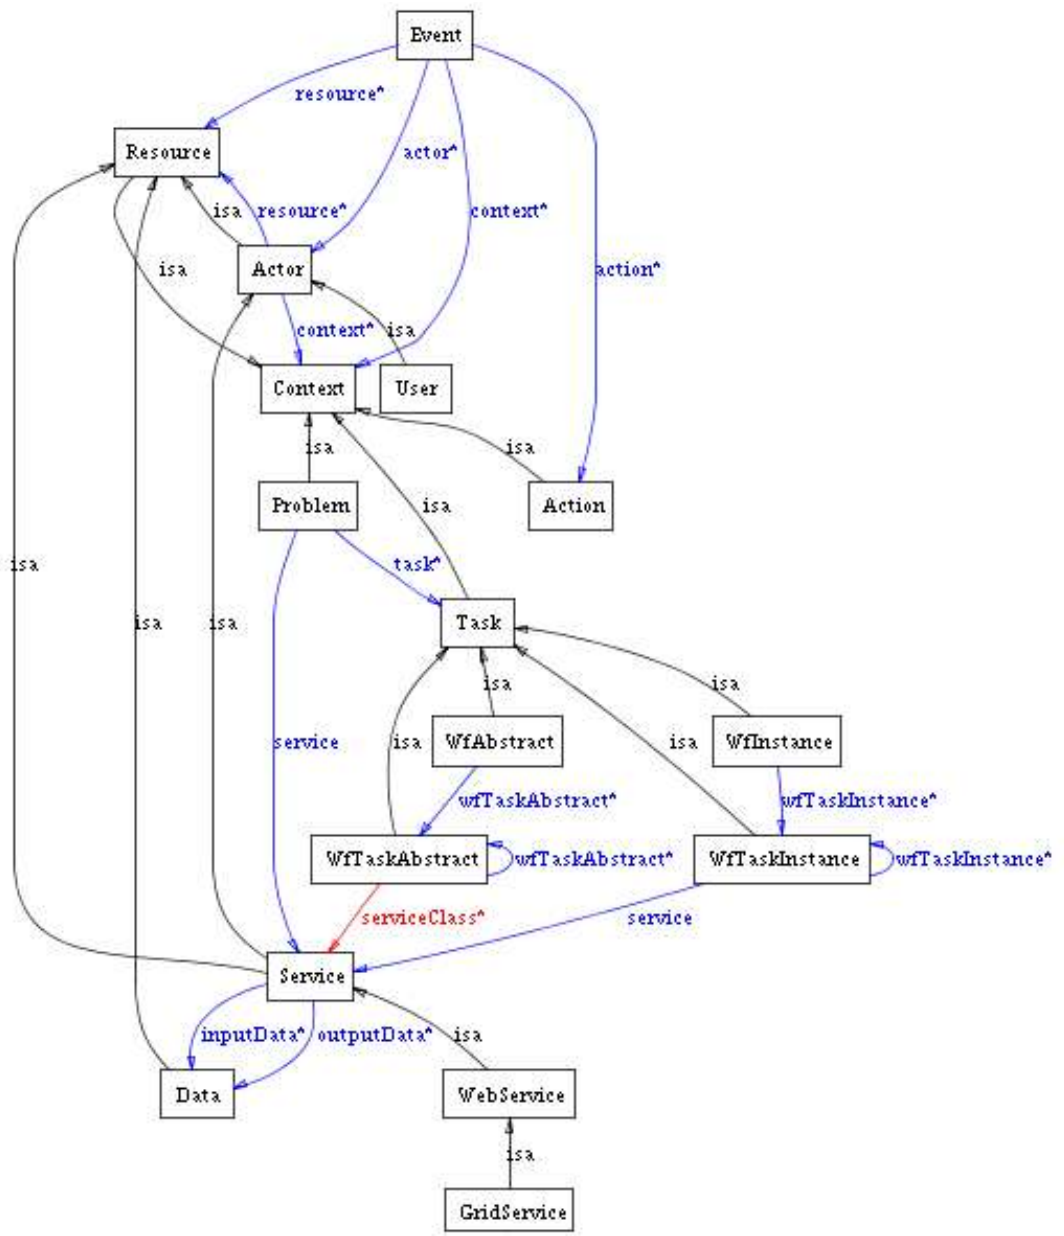 Event
resource*
Resource
actor*
isa
resource*
context*
isa
Actor
action*
context*
isa
Context
User
isa
isa
Problem
isa
Action
isa
task*
isa
isa
Task
isa
isa
service
isa
WfAbstract
isa
WfInstance
wfTaskAbstract*
wfTaskInstance*
WfTaskAbstract
wfTaskAbstract*
WfTaskInstance
wfTaskInstance*
serviceClass*
service
Service
inputData*
outputData*
isa
Data
WebService
isa
GridService